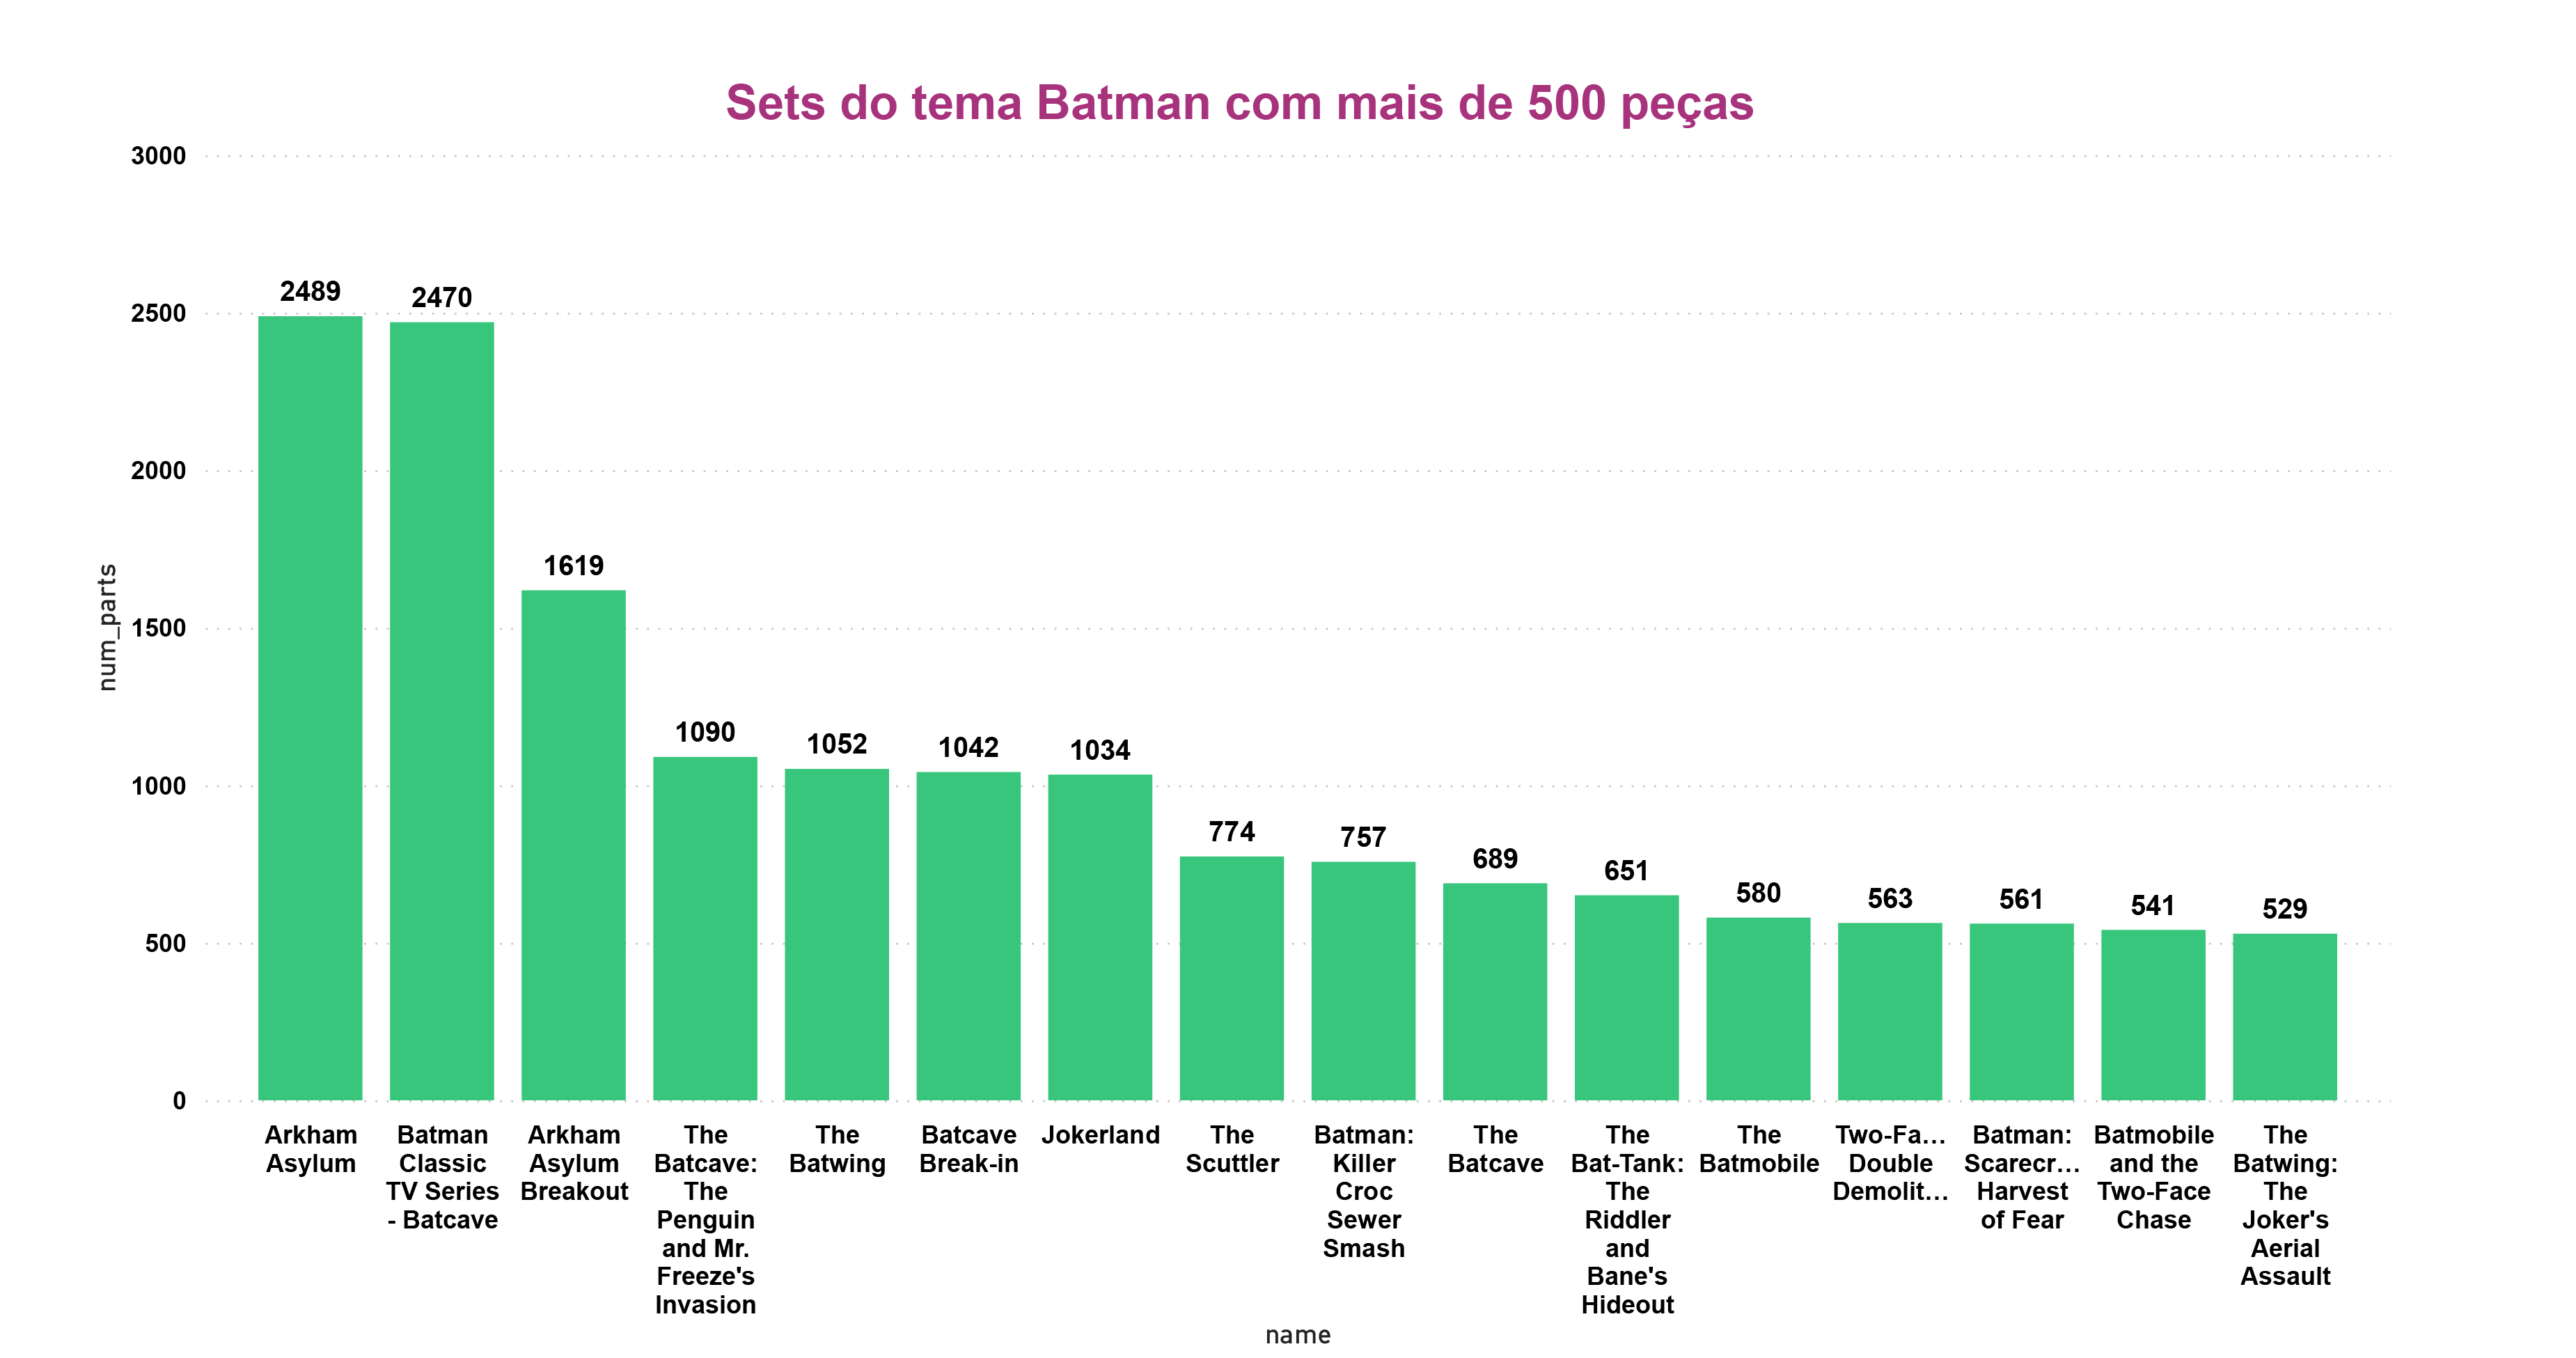 Sets do tema Batman com mais de 500 peças
3000
2500
2000
1500
1000
500
0
num_parts
2489
2470
1619
1090
1052
1042
1034
774
757
689
651
580
563
561
541
529
Arkham
Asylum
Batman
Classic
TV Series
- Batcave
Arkham
Asylum
Breakout
The
Batcave:
The
Penguin
and Mr.
Freeze's
Invasion
The
Batwing
Batcave
Break-in
Jokerland
The
Scuttler
Batman:
Killer
Croc
Sewer
Smash
The
Batcave
The
Bat-Tank:
The
Riddler
and
Bane's
Hideout
The
Batmobile
Two-Fa…
Double
Demolit…
Batman:
Scarecr…
Harvest
of Fear
Batmobile
and the
Two-Face
Chase
The
Batwing:
The
Joker's
Aerial
Assault
name